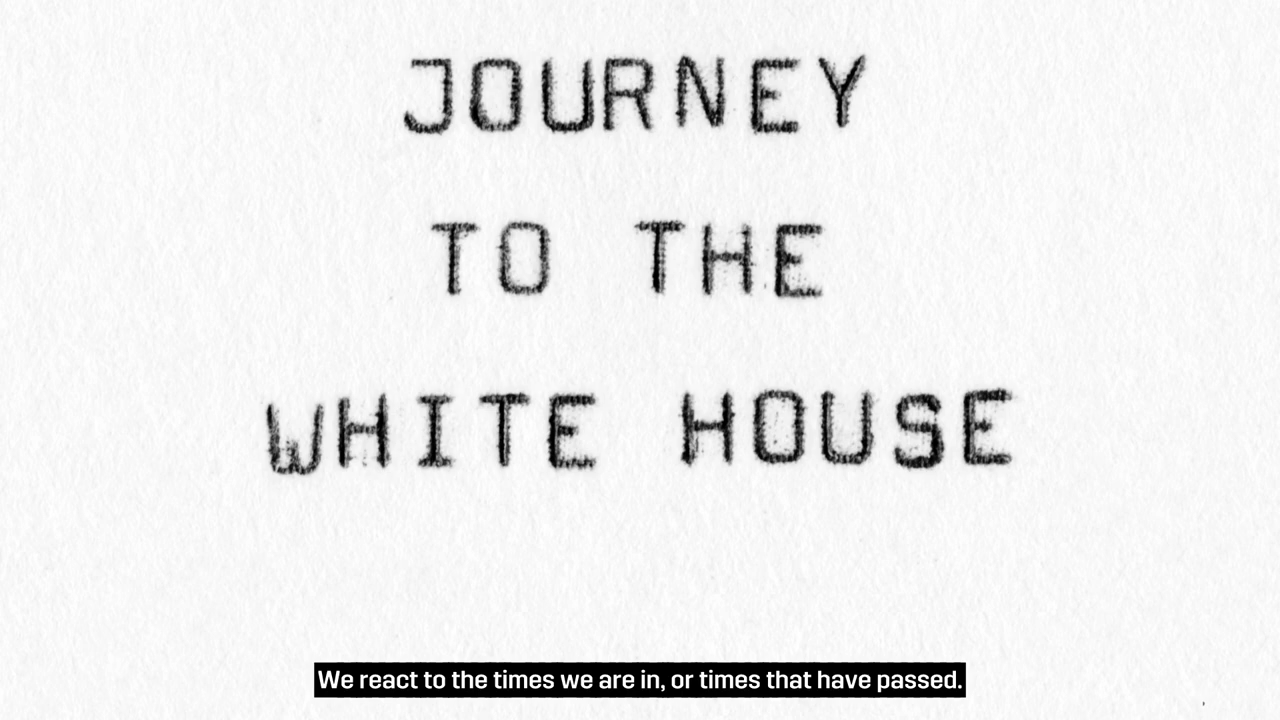 JOURNEY
TO THE
WHITE HOUSE
We react to the times we are in, or times that have passed.